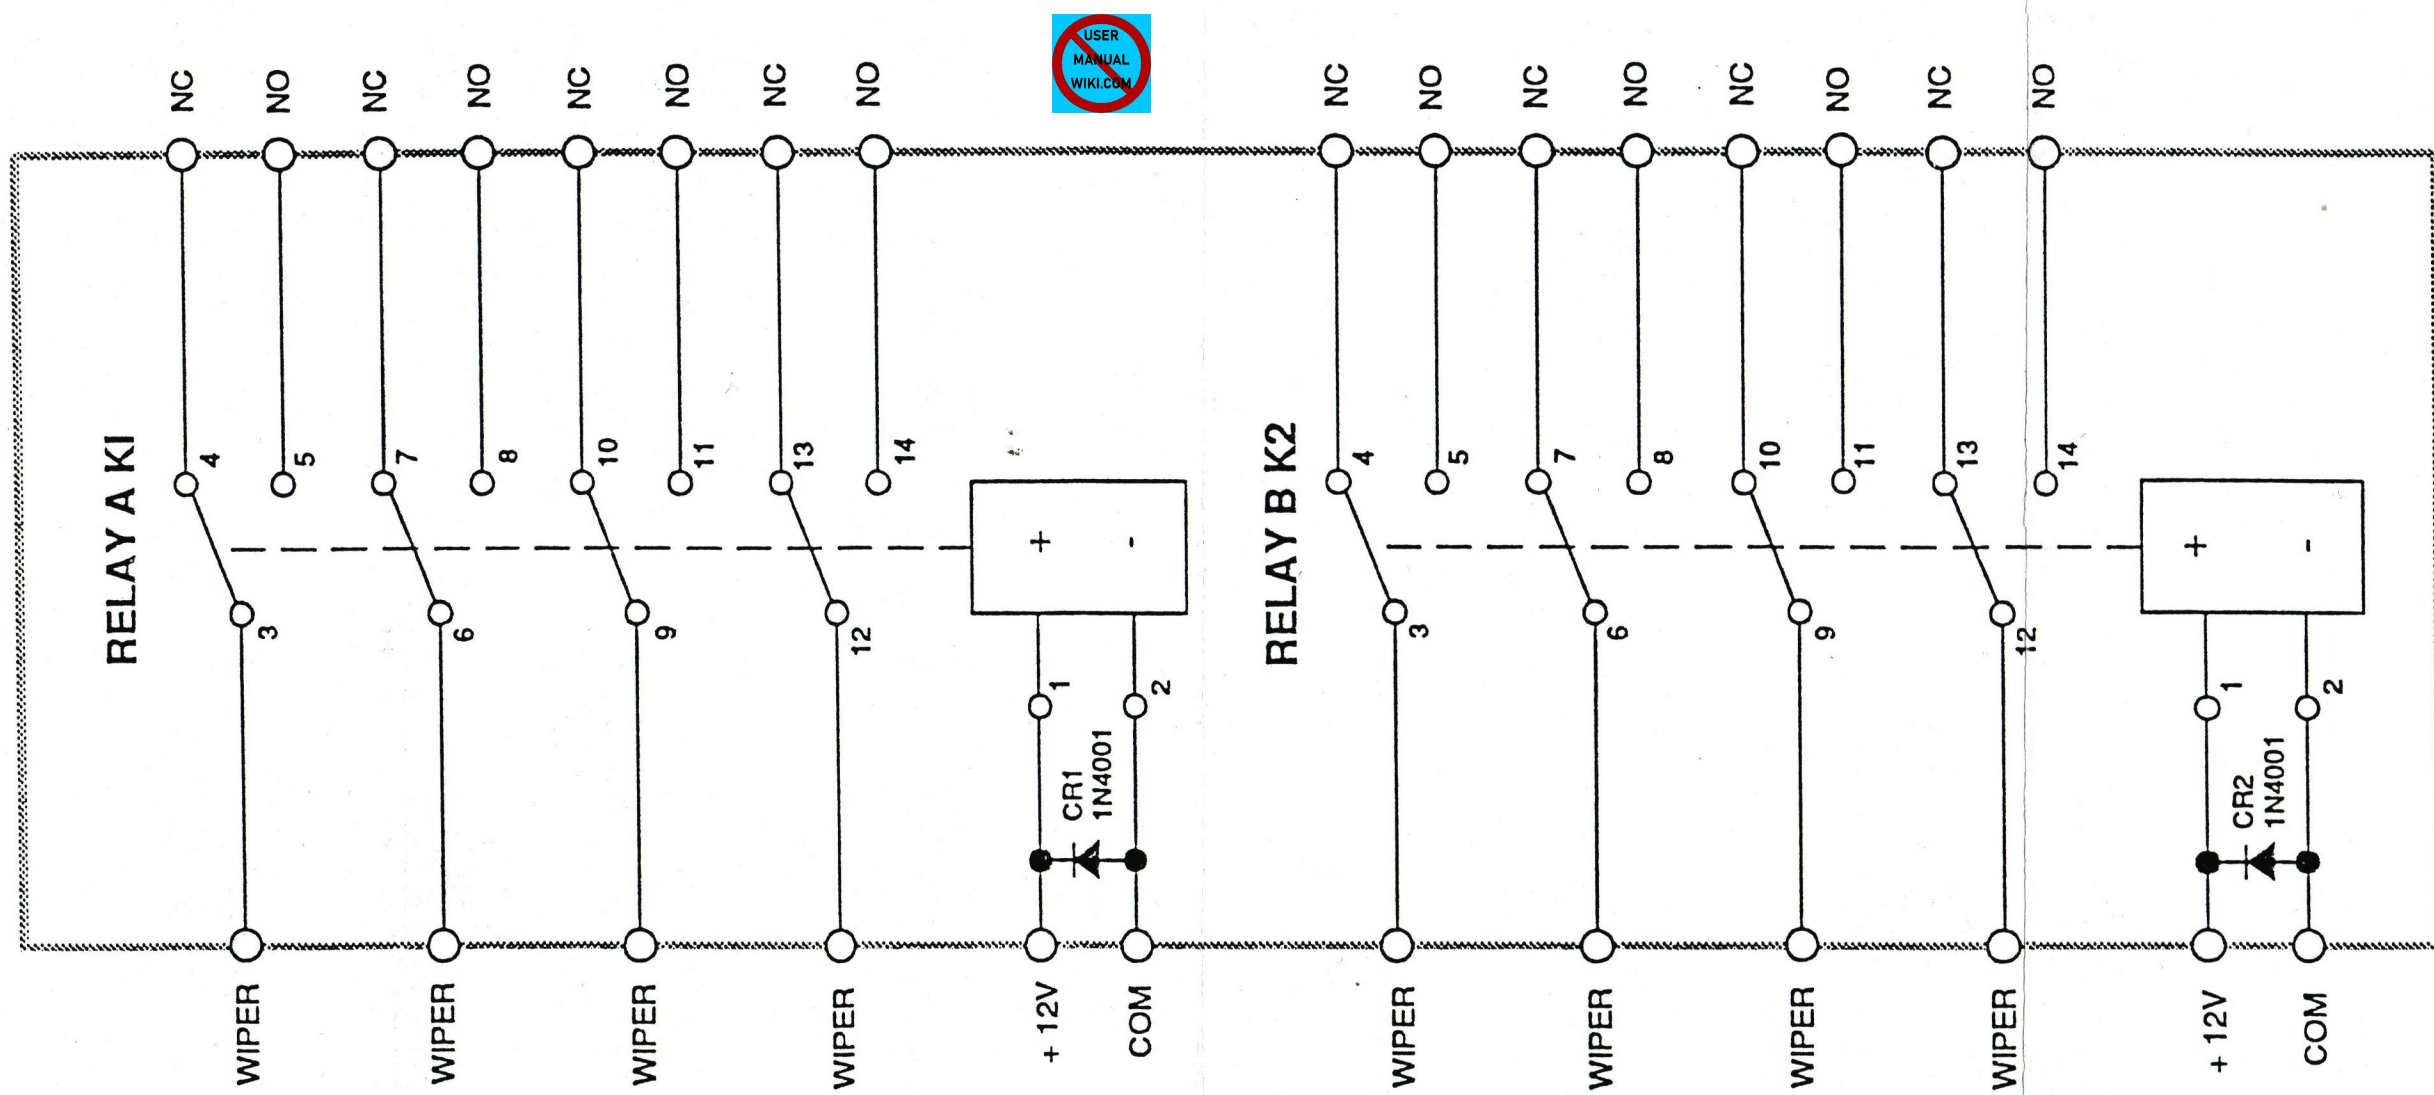 USER
MANUAL
WIKI.COM
RELAY A KI
NC
NO
NC
NO
NC
NO
NC
NO
4
5
7
8
10
11
13
14
3
6
9
12
+
-
1
2
CR1
1N4001
WIPER
WIPER
WIPER
WIPER
+ 12V
COM
RELAY B K2
NC
NO
NC
NO
NC
NO
NC
NO
4
5
7
8
10
11
13
14
3
6
9
12
+
-
1
2
CR2
1N4001
WIPER
WIPER
WIPER
WIPER
+ 12V
COM